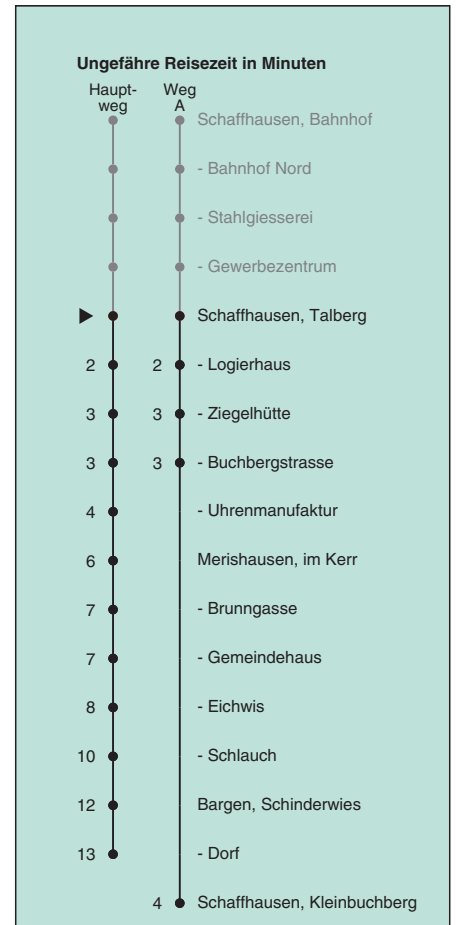 Ungefähre Reisezeit in Minuten
Haupt-
weg
Weg
A
Schaffhausen, Bahnhof
- Bahnhof Nord
- Stahlgiesserei
- Gewerbezentrum
Schaffhausen, Talberg
2 2 - Logierhaus
3 3 - Ziegelhütte
3 3 - Buchbergstrasse
4 - Uhrenmanufaktur
6 Merishausen, im Kerr
7 - Brunngasse
7 - Gemeindehaus
8 - Eichwis
10 - Schlauch
12 Bargen, Schinderwies
13 - Dorf
4 Schaffhausen, Kleinbuchberg